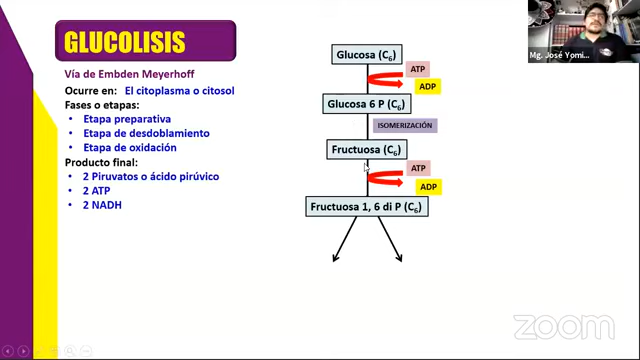 GLUCOLISIS
Vía de Embden Meyerhoff
Ocurre en: El citoplasma o citosol
Fases o etapas:
• Etapa preparativa
• Etapa de desdoblamiento
• Etapa de oxidación
Producto final:
• 2 Piruvatos o ácido pirúvico
• 2 ATP
• 2 NADH
Glucosa (C₆)
ATP
ADP
Glucosa 6 P (C₆)
ISOMERIZACIÓN
Fructuosa (C₆)
ATP
ADP
Fructuosa 1, 6 di P (C₆)
Mg. José Yomi...
zoom